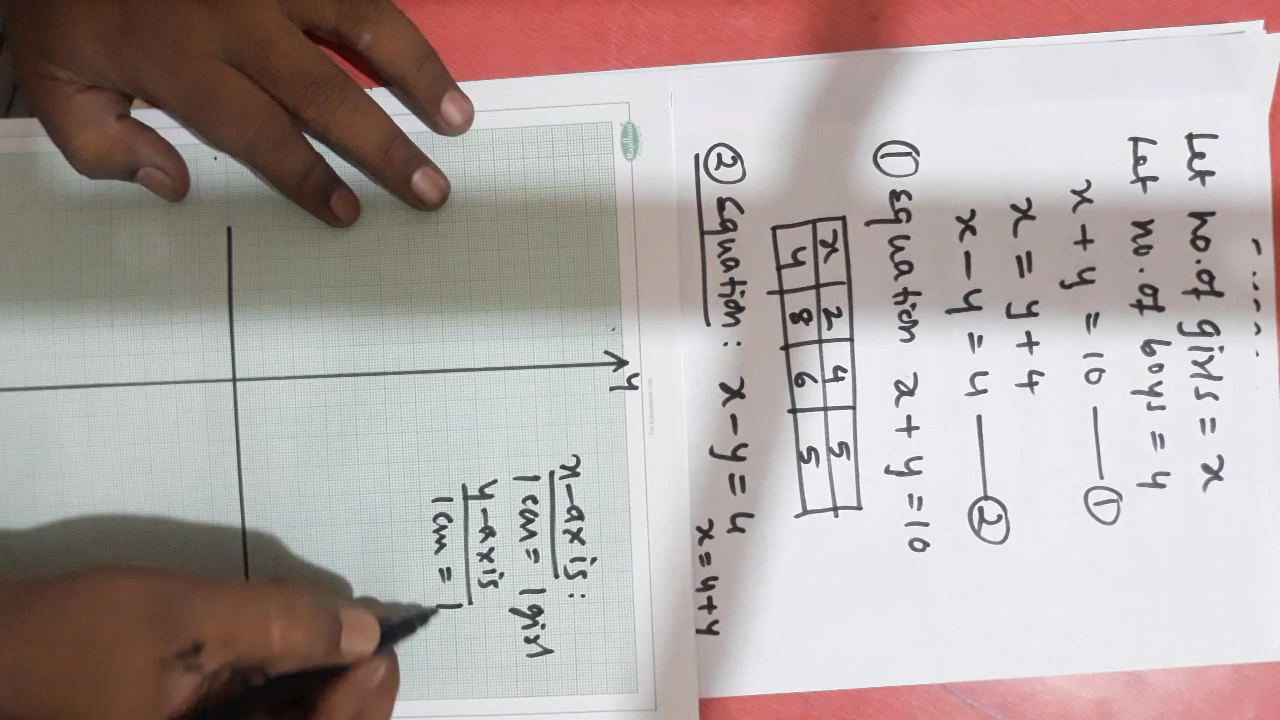 Let no. of girls = x
Let no. of boys = y
x + y = 10 — ①
x = y + 4
x − y = 4 — ②
① Equation x + y = 10
x 2 4 5
y 8 6 5
② Equation: x − y = 4
x = 4 + y
y
x-axis:
1 cm = 1 girl
y-axis
1 cm = 1